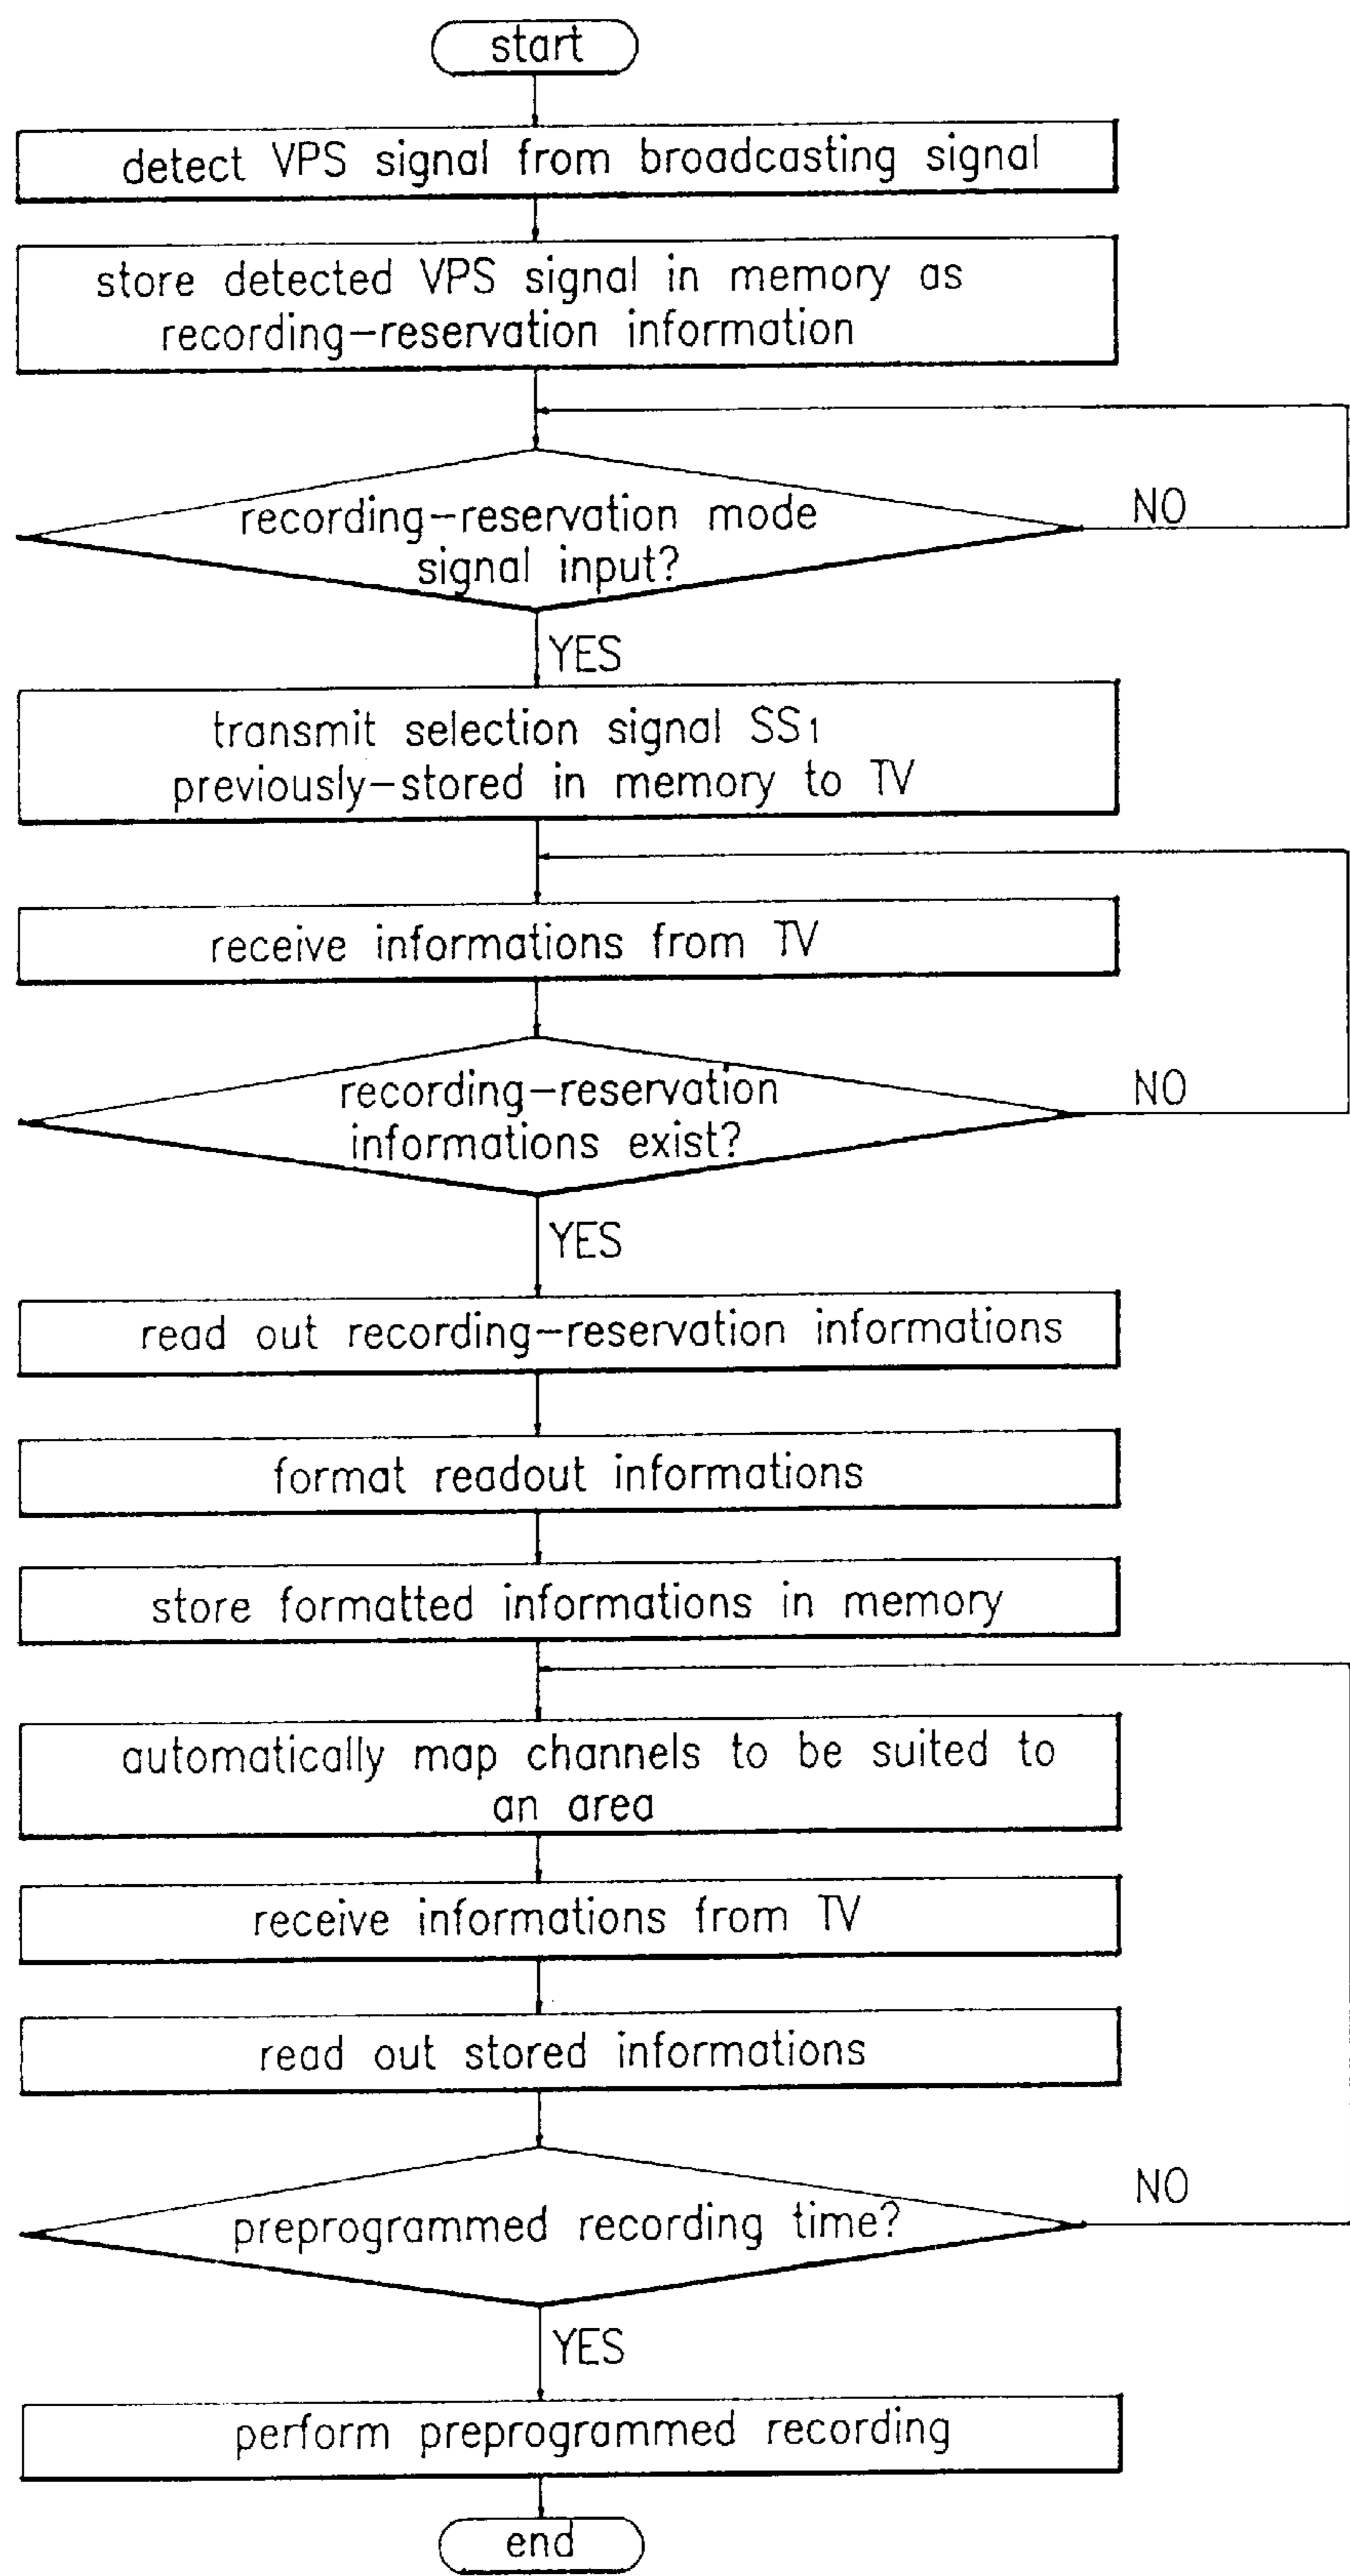 start
detect VPS signal from broadcasting signal
store detected VPS signal in memory as
recording-reservation information
recording-reservation mode
signal input?
NO
YES
transmit selection signal SS1
previously-stored in memory to TV
receive informations from TV
recording-reservation
informations exist?
NO
YES
read out recording-reservation informations
format readout informations
store formatted informations in memory
automatically map channels to be suited to
an area
receive informations from TV
read out stored informations
preprogrammed recording time?
NO
YES
perform preprogrammed recording
end